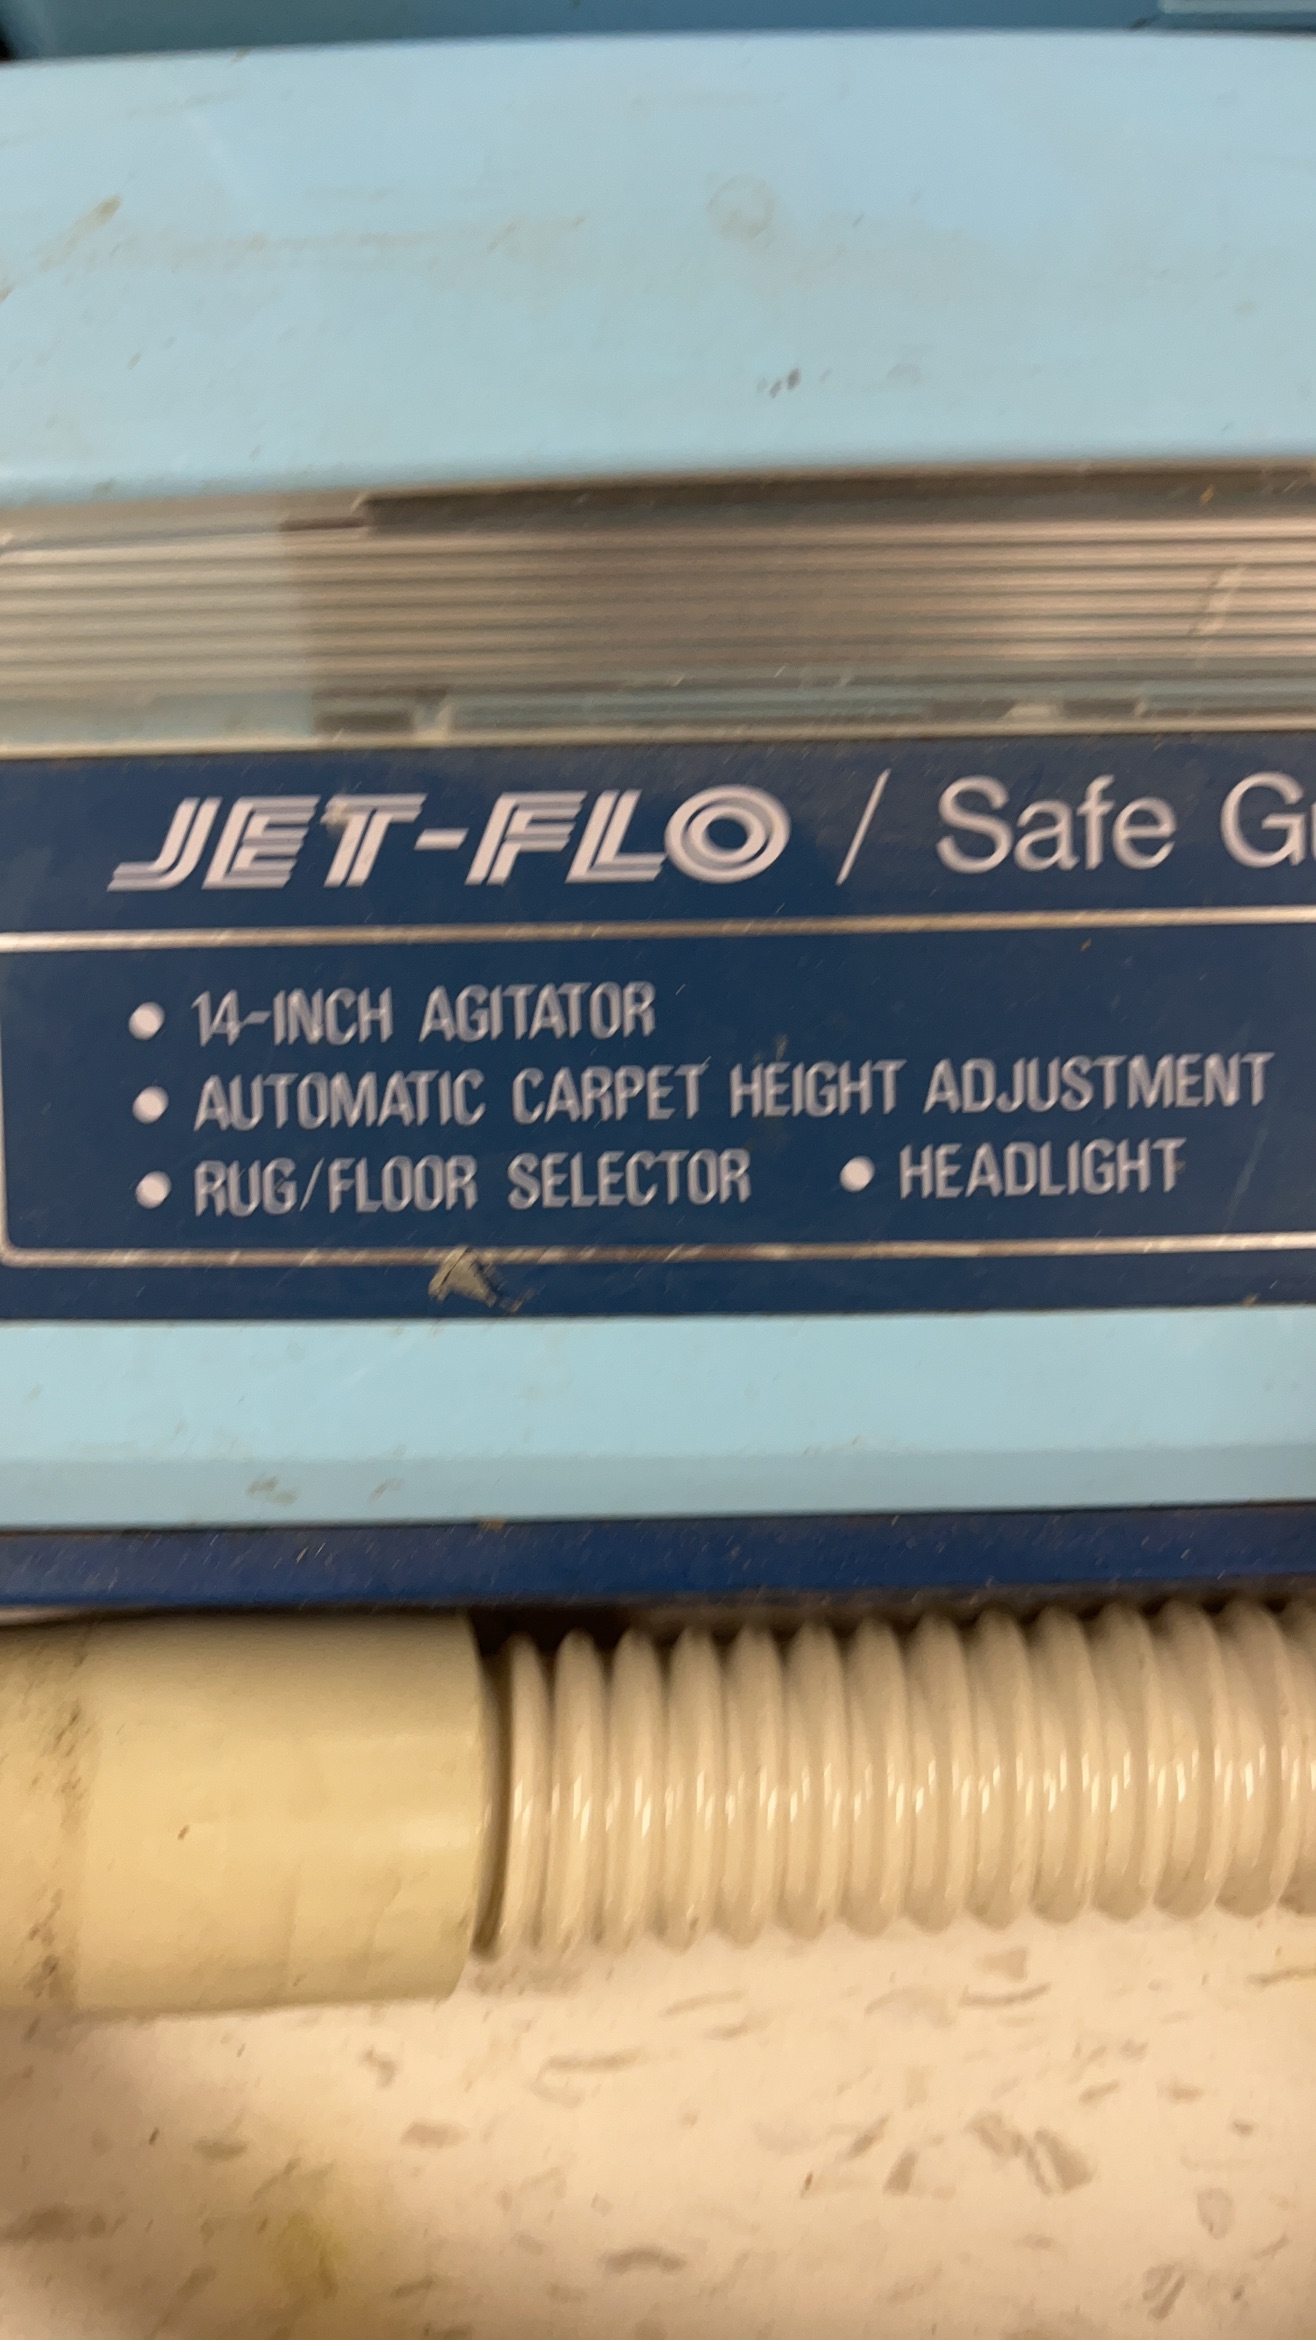 JET-FLO / Safe G
• 14-INCH AGITATOR
• AUTOMATIC CARPET HEIGHT ADJUSTMENT
• RUG/FLOOR SELECTOR • HEADLIGHT